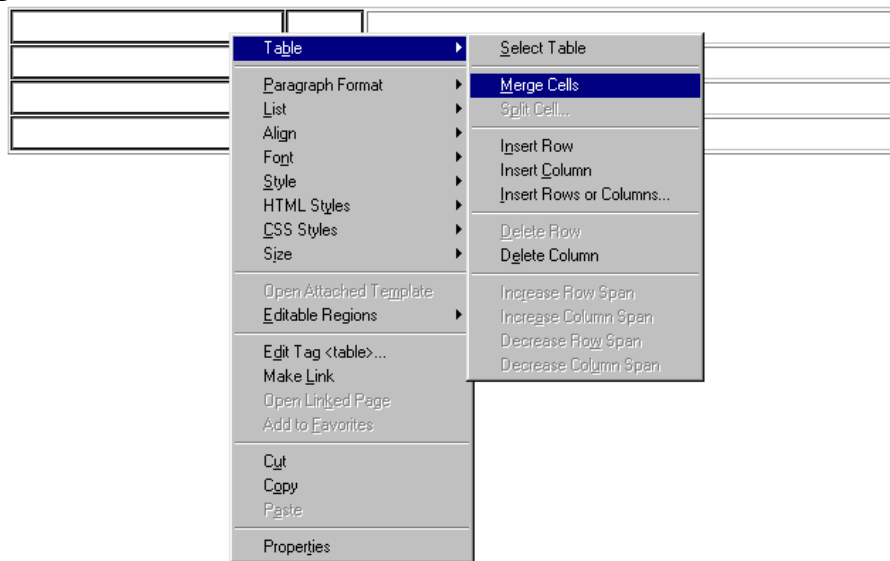 Table
Paragraph Format
List
Align
Font
Style
HTML Styles
CSS Styles
Size
Open Attached Template
Editable Regions
Edit Tag <table>...
Make Link
Open Linked Page
Add to Favorites
Cut
Copy
Paste
Properties
Select Table
Merge Cells
Split Cell...
Insert Row
Insert Column
Insert Rows or Columns...
Delete Row
Delete Column
Increase Row Span
Increase Column Span
Decrease Row Span
Decrease Column Span